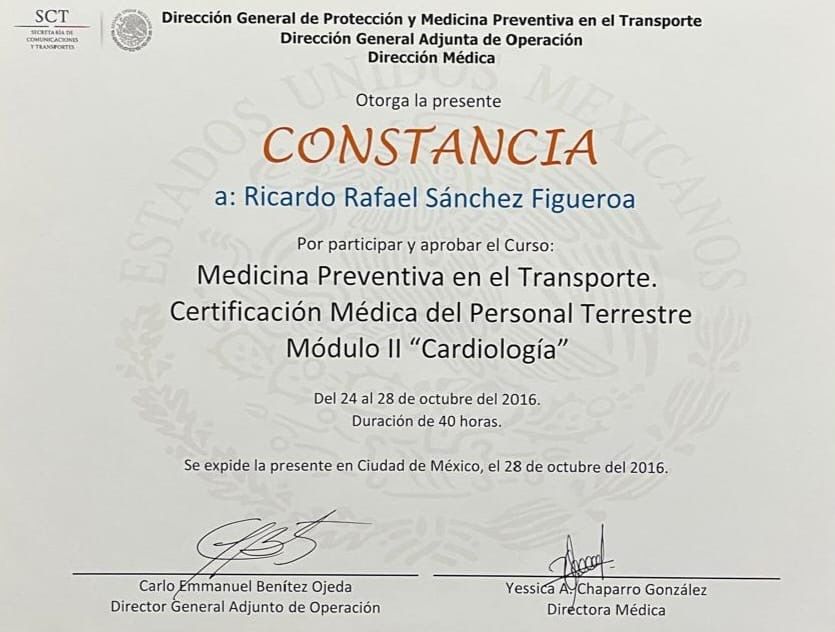 SCT
SECRETARÍA DE
COMUNICACIONES
Y TRANSPORTES
ESTADOS UNIDOS MEXICANOS
Dirección General de Protección y Medicina Preventiva en el Transporte
Dirección General Adjunta de Operación
Dirección Médica
Otorga la presente
CONSTANCIA
a: Ricardo Rafael Sánchez Figueroa
Por participar y aprobar el Curso:
Medicina Preventiva en el Transporte.
Certificación Médica del Personal Terrestre
Módulo II “Cardiología”
Del 24 al 28 de octubre del 2016.
Duración de 40 horas.
Se expide la presente en Ciudad de México, el 28 de octubre del 2016.
Carlo Emmanuel Benítez Ojeda
Director General Adjunto de Operación
Yessica A. Chaparro González
Directora Médica